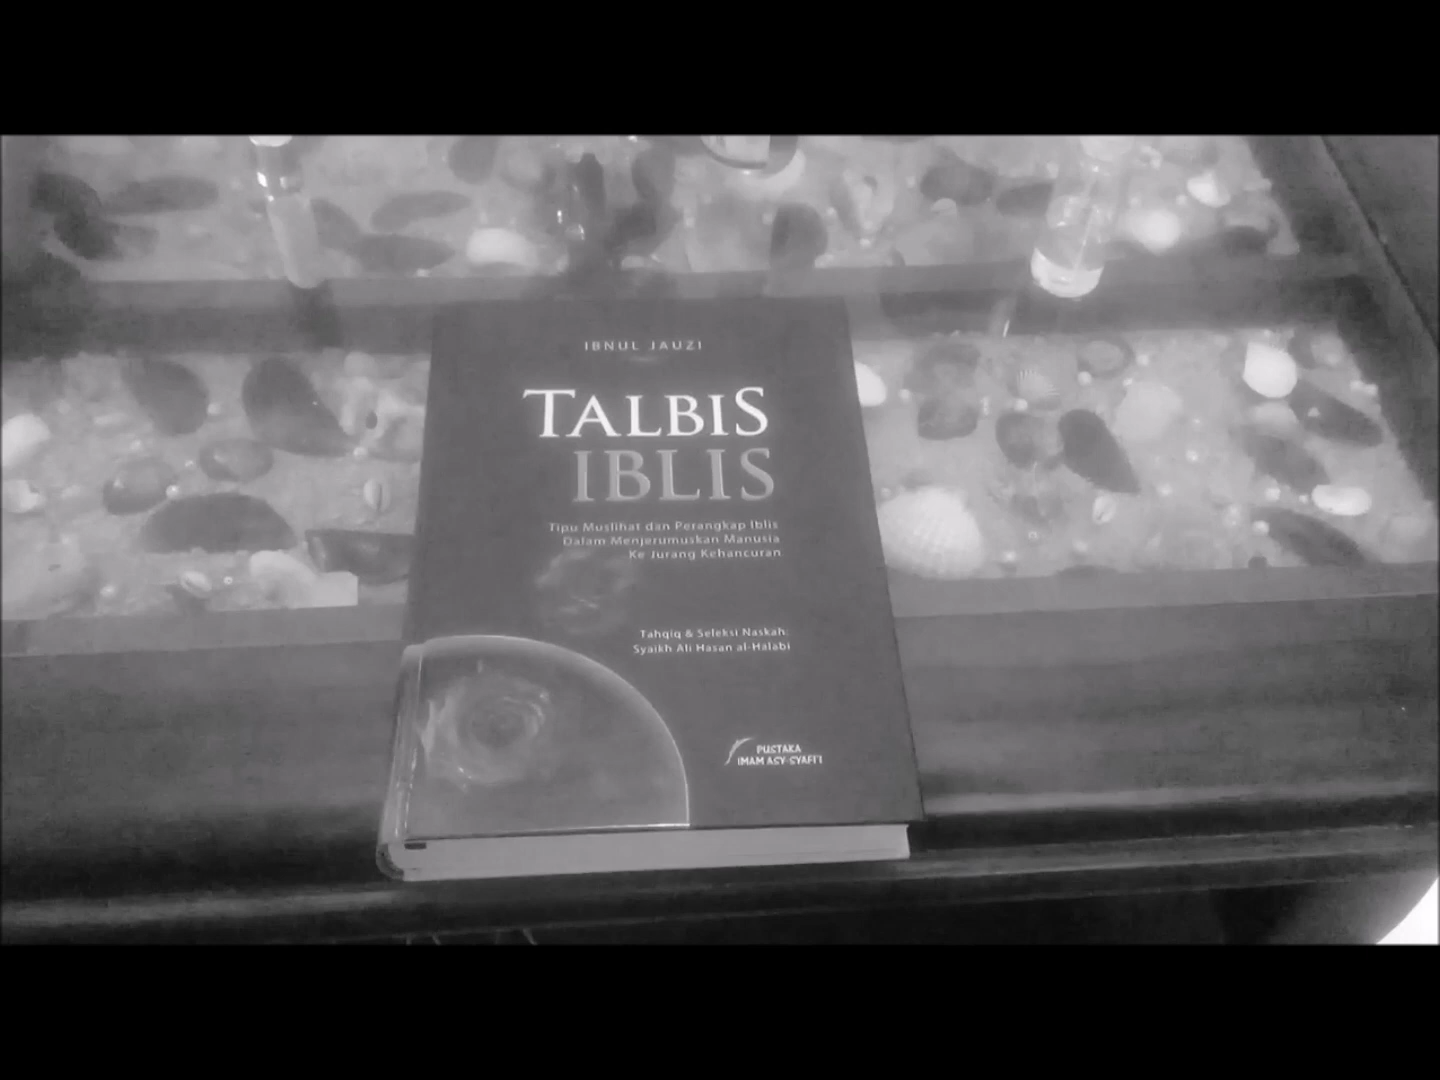 IBNUL JAUZI
TALBIS
IBLIS
Tipu Muslihat dan Perangkap Iblis
Dalam Menjerumuskan Manusia
Ke Jurang Kehancuran
Tahqiq & Seleksi Naskah:
Syaikh Ali Hasan al-Halabi
PUSTAKA
IMAM ASY-SYAFI'I